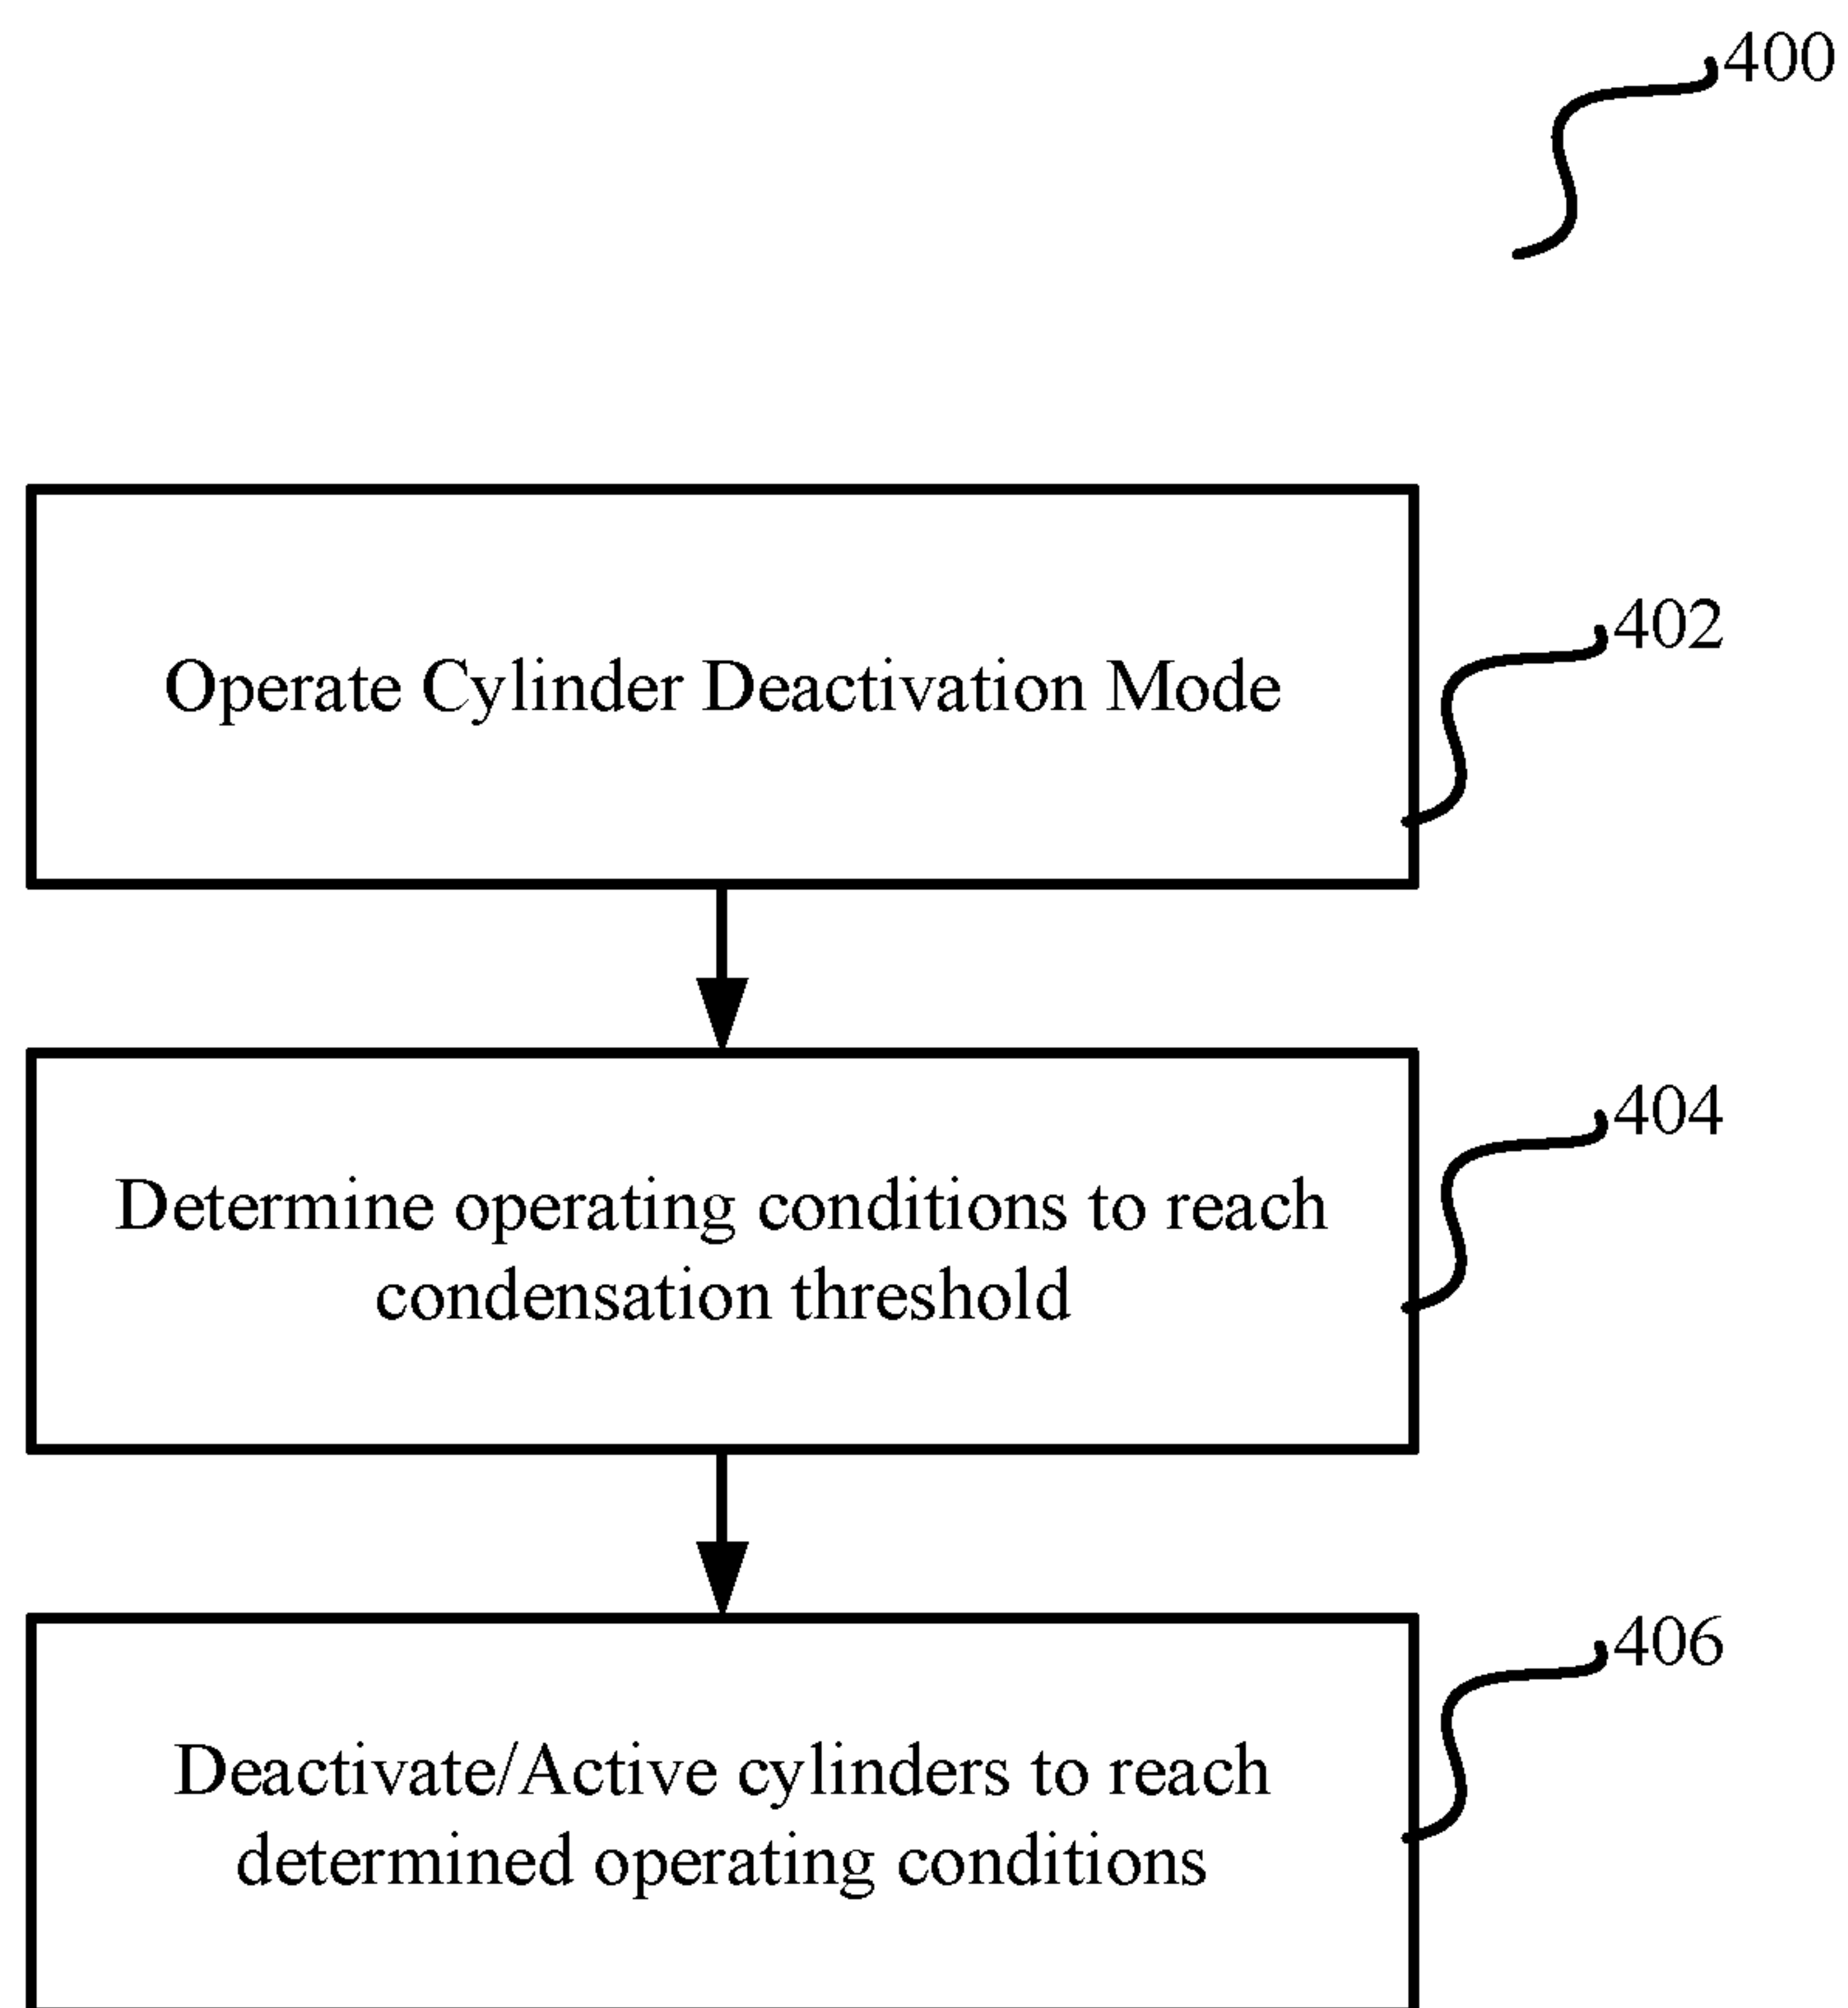 400
Operate Cylinder Deactivation Mode
402
Determine operating conditions to reach
condensation threshold
404
Deactivate/Active cylinders to reach
determined operating conditions
406